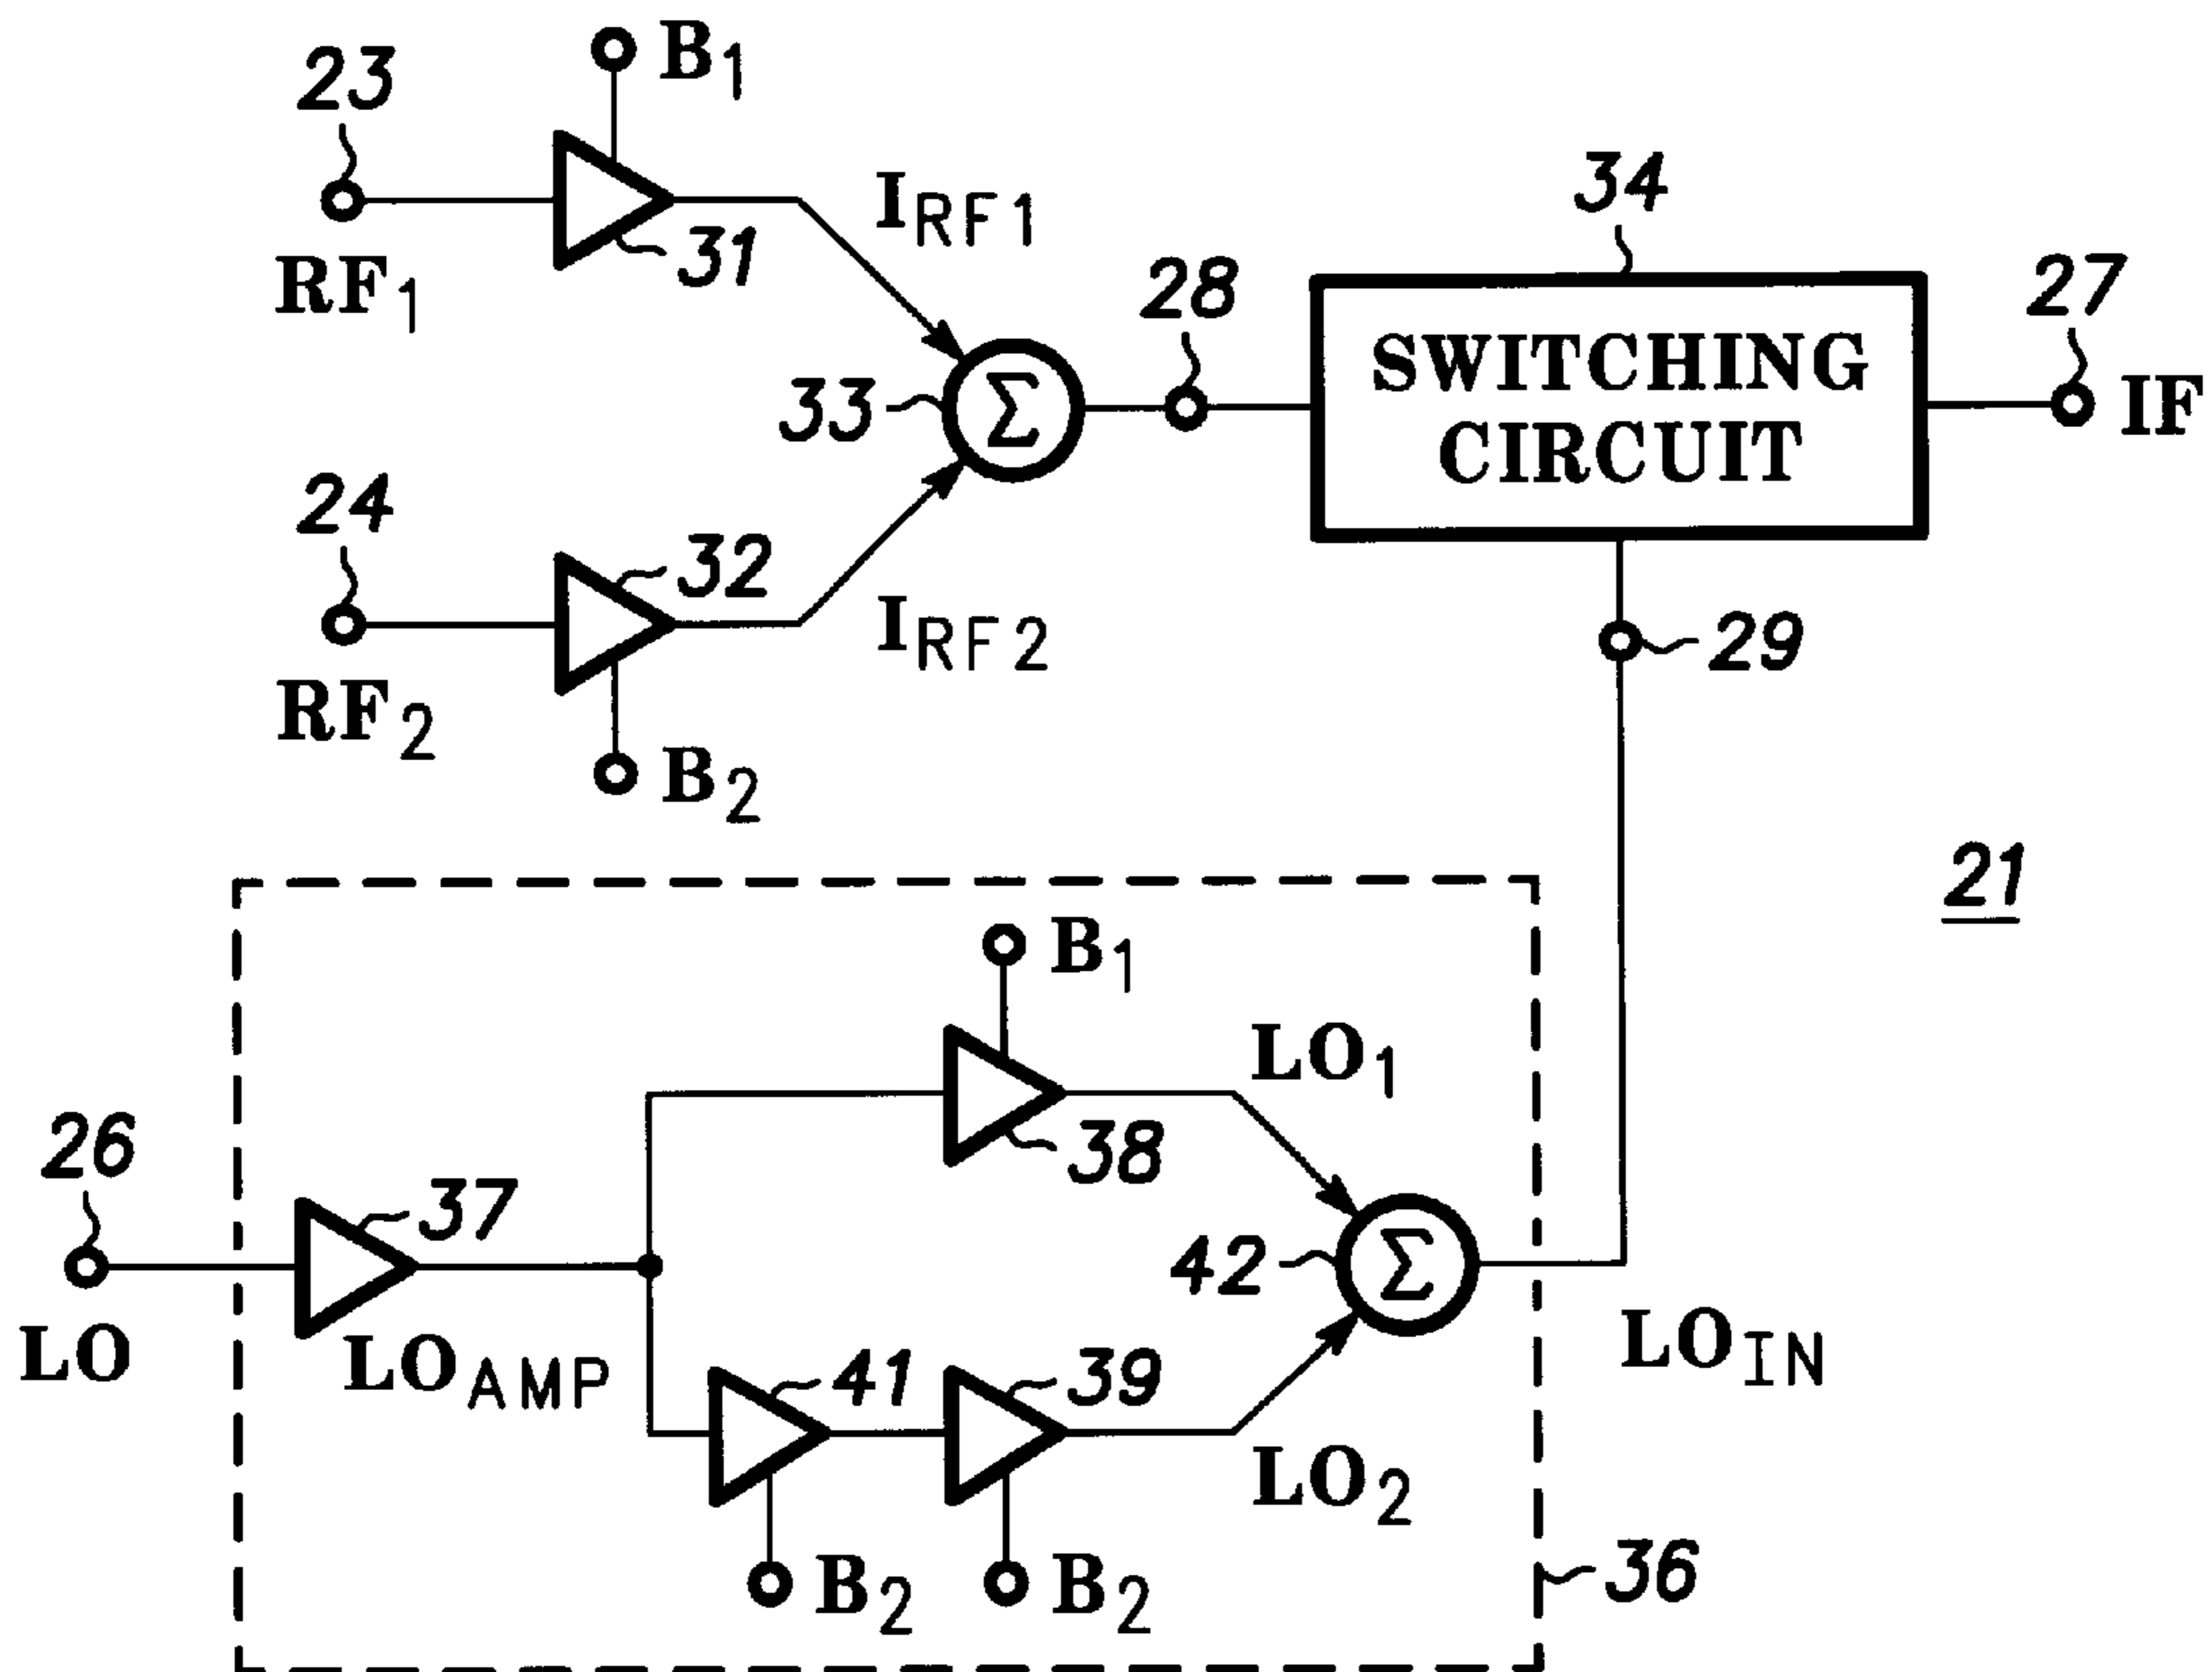 23
B1
RF1
31
IRF1
34
28
27
SWITCHING
CIRCUIT
IF
33
24
32
IRF2
RF2
B2
29
21
B1
LO1
38
26
37
42
LO
LOAMP
41
39
LOIN
LO2
B2
B2
36
Σ
Σ